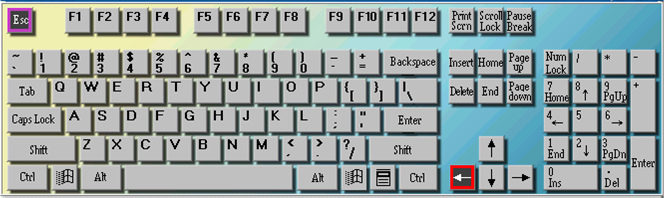 Esc F1 F2 F3 F4 F5 F6 F7 F8 F9 F10 F11 F12 Print Scrn Scroll Lock Pause Break
~ ` ! 1 @ 2 # 3 $ 4 % 5 ^ 6 & 7 * 8 ( 9 ) 0 _ - + = Backspace Insert Home Page up Num Lock / * -
Tab Q W E R T Y U I O P { [ } ] | \ Delete End Page down 7 Home 8 ↑ 9 PgUp +
Caps Lock A S D F G H J K L : ; " ' Enter 4 ← 5 6 →
Shift Z X C V B N M < , > . ? / Shift ↑ 1 End 2 ↓ 3 PgDn Enter
Ctrl Alt Alt Ctrl ← ↓ → 0 Ins . Del